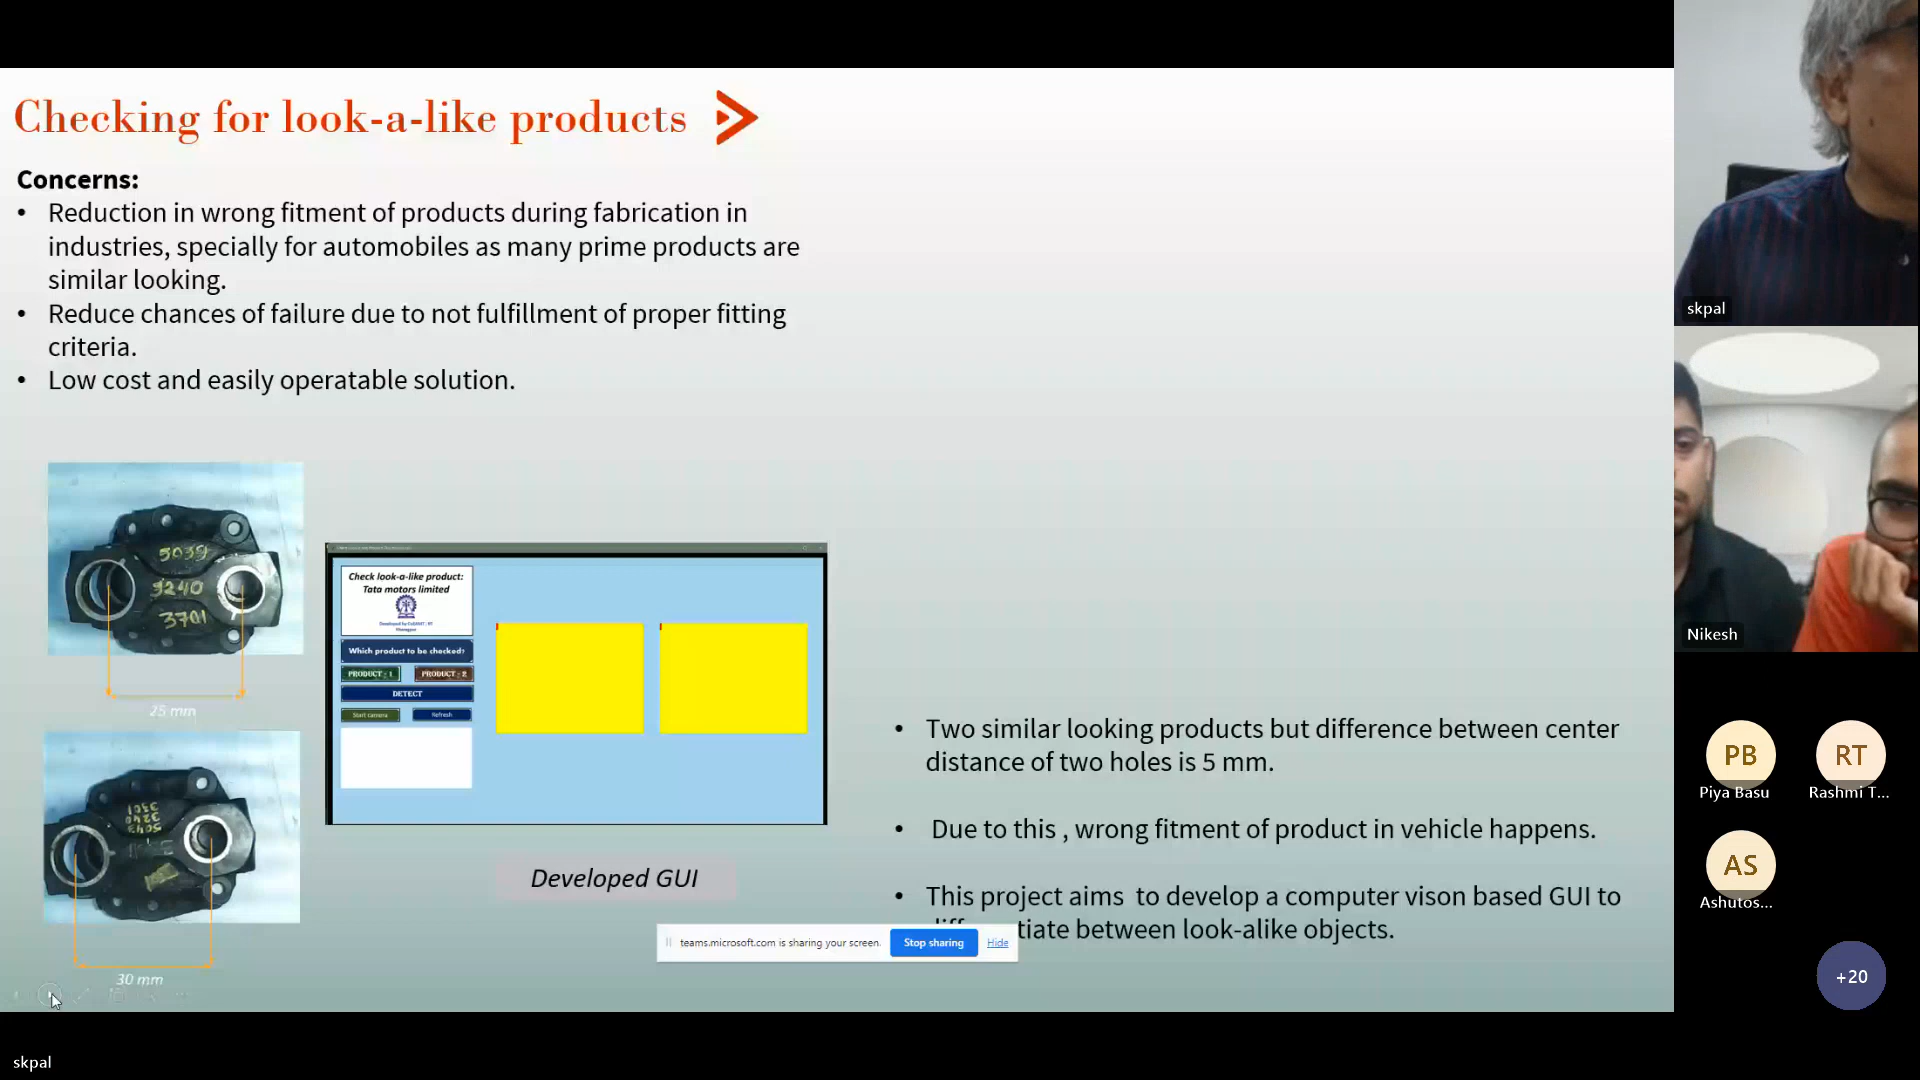 Checking for look-a-like products
Concerns:
• Reduction in wrong fitment of products during fabrication in
industries, specially for automobiles as many prime products are
similar looking.
• Reduce chances of failure due to not fulfillment of proper fitting
criteria.
• Low cost and easily operatable solution.
5039
9240
3701
25 mm
30 mm
Check look-a-like product:
Tata motors limited
Which product to be checked?
PRODUCT - 1
PRODUCT - 2
DETECT
Start camera
Refresh
Developed GUI
• Two similar looking products but difference between center
distance of two holes is 5 mm.
• Due to this , wrong fitment of product in vehicle happens.
• This project aims to develop a computer vison based GUI to
tiate between look-alike objects.
teams.microsoft.com is sharing your screen.
Stop sharing
Hide
skpal
Nikesh
PB
Piya Basu
RT
Rashmi T...
AS
Ashutos...
+20
skpal